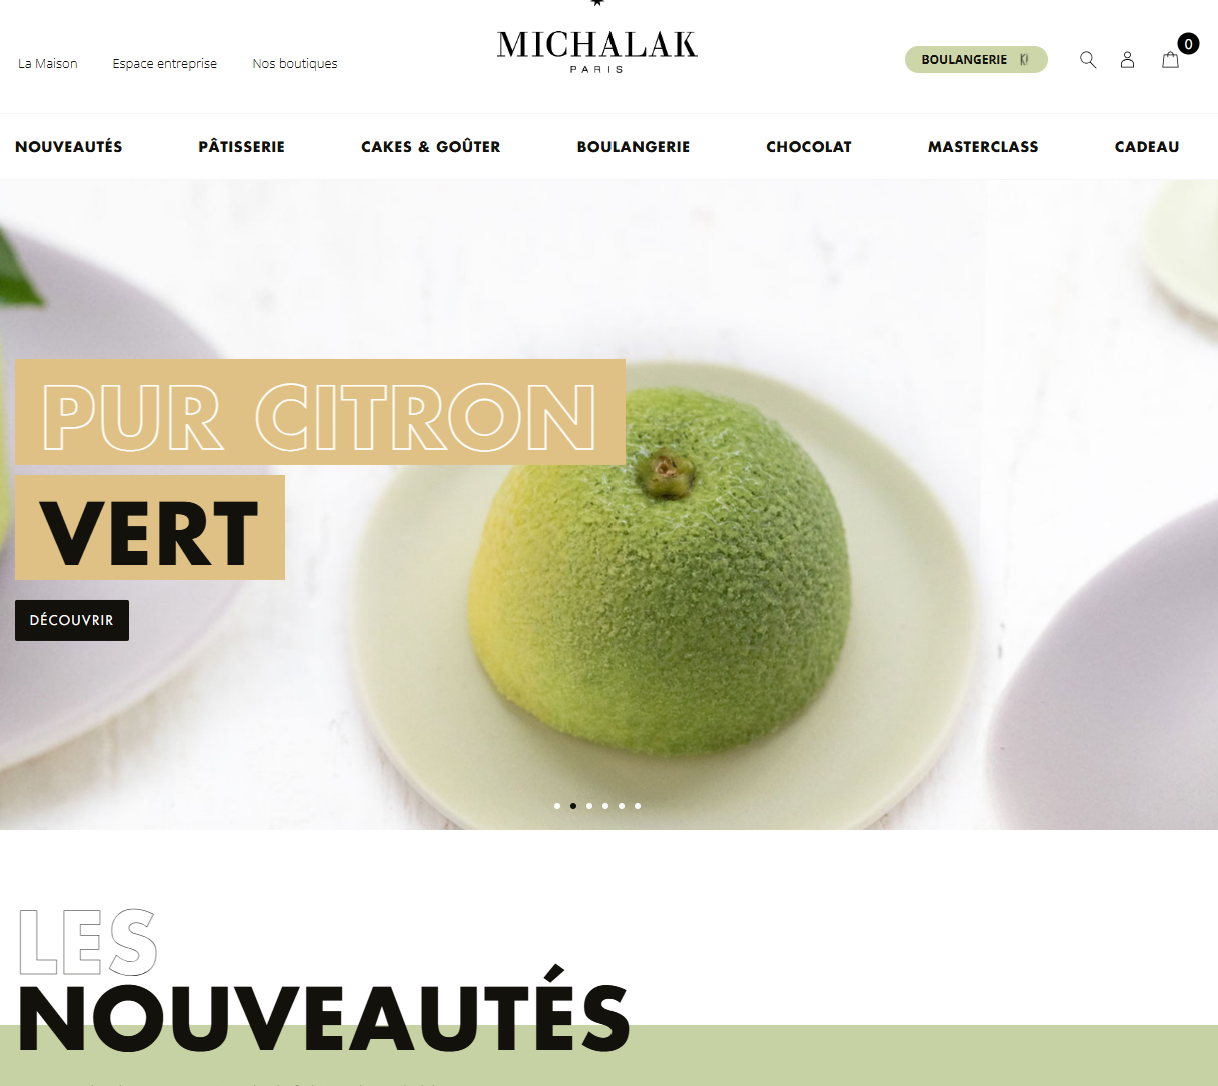 MICHALAK
PARIS
La Maison Espace entreprise Nos boutiques
BOULANGERIE
0
NOUVEAUTÉS PÂTISSERIE CAKES & GOÛTER BOULANGERIE CHOCOLAT MASTERCLASS CADEAU
PUR CITRON
VERT
DÉCOUVRIR
LES
NOUVEAUTÉS